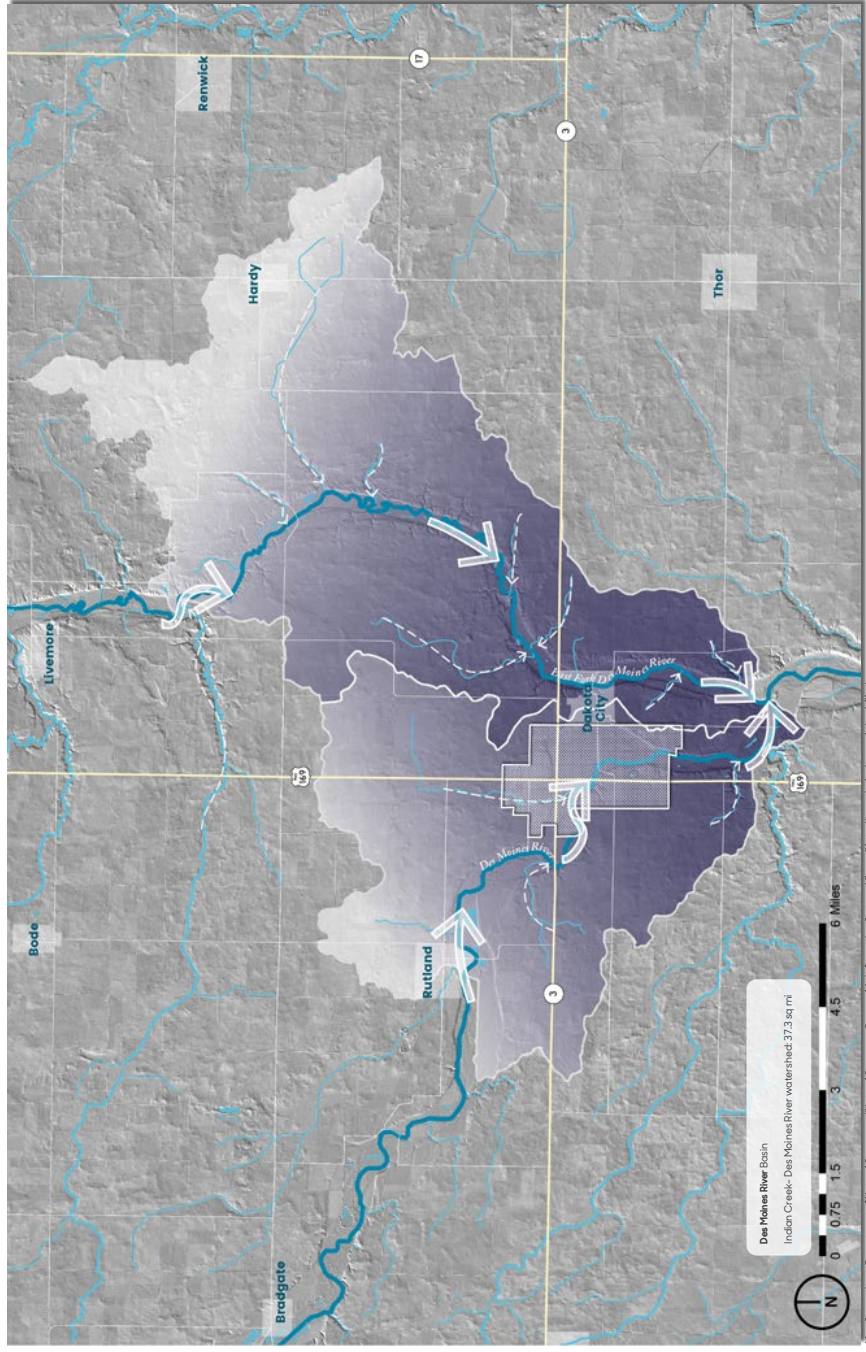 Bode
Livemore
Renwick
Hardy
Bradgate
169
17
Rutland
Des Moines River
3
3
East Fork Des Moines River
Dakota
City
Thor
169
Des Moines River Basin
Indian Creek- Des Moines River watershed: 37.3 sq mi
N
0 0.75 1.5 3 4.5 6 Miles